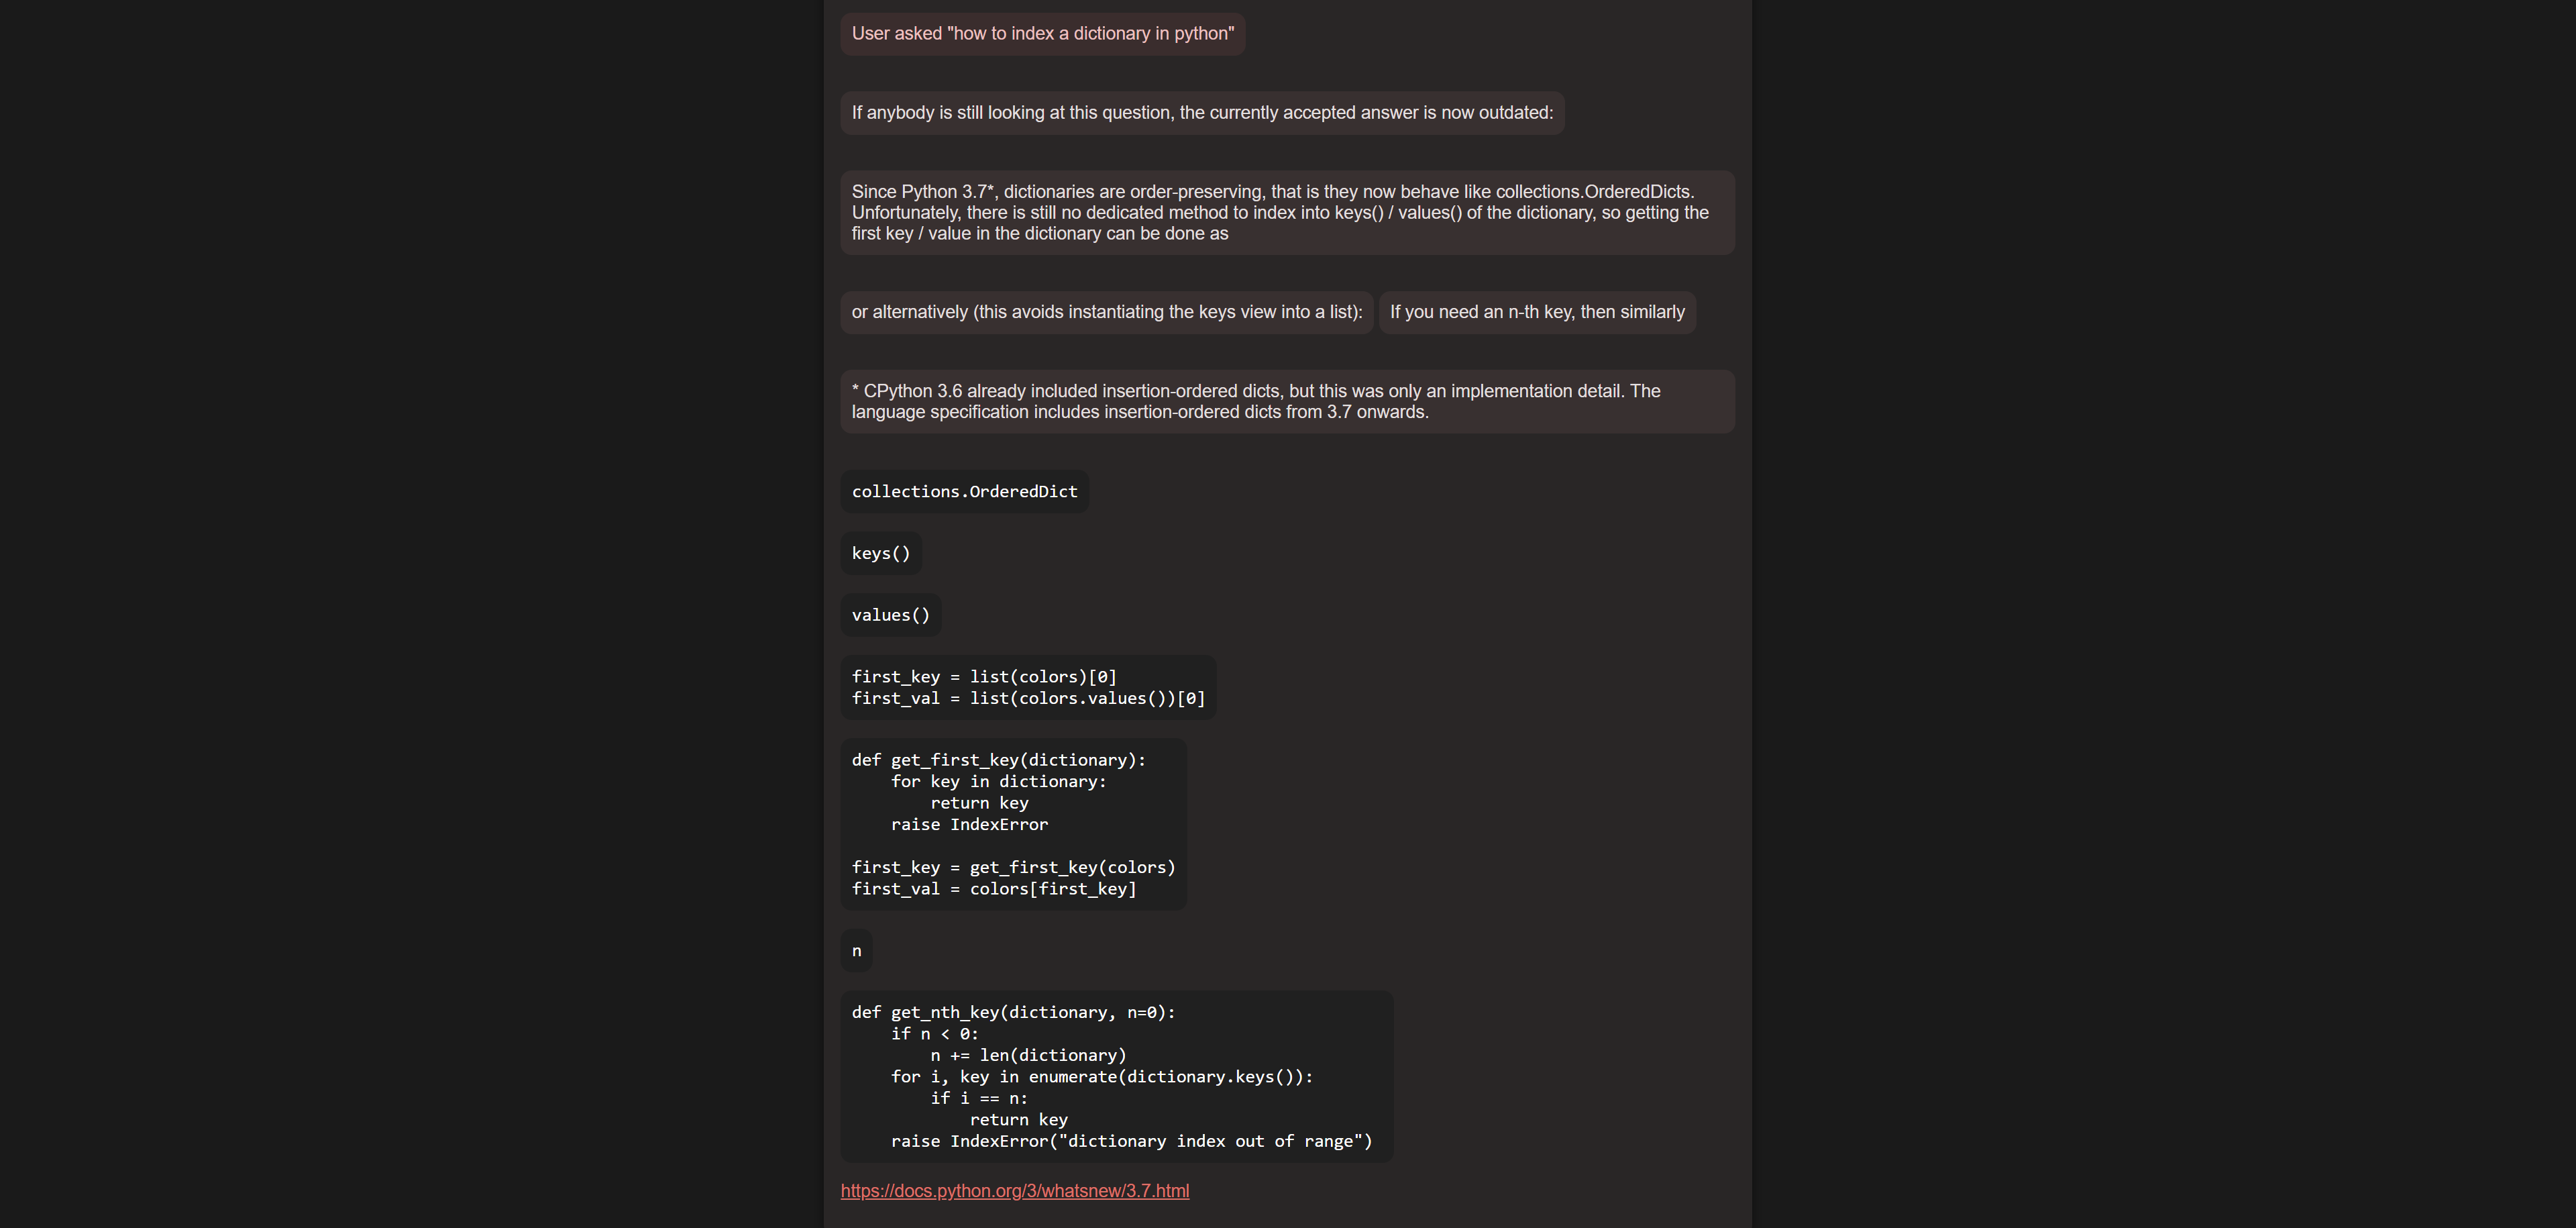 User asked "how to index a dictionary in python"
If anybody is still looking at this question, the currently accepted answer is now outdated:
Since Python 3.7*, dictionaries are order-preserving, that is they now behave like collections.OrderedDicts.
Unfortunately, there is still no dedicated method to index into keys() / values() of the dictionary, so getting the
first key / value in the dictionary can be done as
or alternatively (this avoids instantiating the keys view into a list):
If you need an n-th key, then similarly
* CPython 3.6 already included insertion-ordered dicts, but this was only an implementation detail. The
language specification includes insertion-ordered dicts from 3.7 onwards.
collections.OrderedDict
keys()
values()
first_key = list(colors)[0]
first_val = list(colors.values())[0]
def get_first_key(dictionary):
    for key in dictionary:
        return key
    raise IndexError
first_key = get_first_key(colors)
first_val = colors[first_key]
n
def get_nth_key(dictionary, n=0):
    if n < 0:
        n += len(dictionary)
    for i, key in enumerate(dictionary.keys()):
        if i == n:
            return key
    raise IndexError("dictionary index out of range")
https://docs.python.org/3/whatsnew/3.7.html